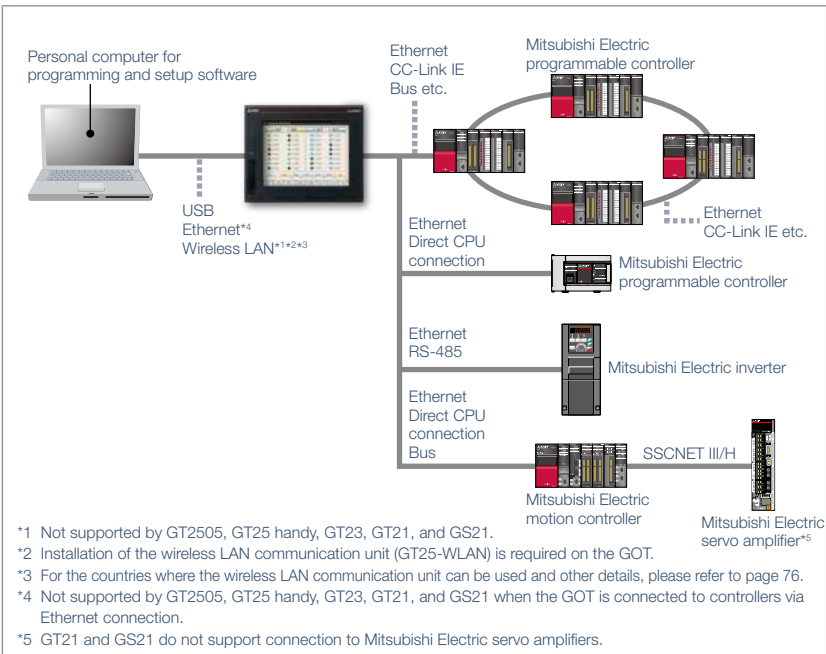 Personal computer for
programming and setup software
USB
Ethernet*4
Wireless LAN*1*2*3
Ethernet
CC-Link IE
Bus etc.
Mitsubishi Electric
programmable controller
Ethernet
CC-Link IE etc.
Ethernet
Direct CPU
connection
Mitsubishi Electric
programmable controller
Ethernet
RS-485
Mitsubishi Electric inverter
Ethernet
Direct CPU
connection
Bus
SSCNET III/H
Mitsubishi Electric
motion controller
Mitsubishi Electric
servo amplifier*5
*1 Not supported by GT2505, GT25 handy, GT23, GT21, and GS21.
*2 Installation of the wireless LAN communication unit (GT25-WLAN) is required on the GOT.
*3 For the countries where the wireless LAN communication unit can be used and other details, please refer to page 76.
*4 Not supported by GT2505, GT25 handy, GT23, GT21, and GS21 when the GOT is connected to controllers via
Ethernet connection.
*5 GT21 and GS21 do not support connection to Mitsubishi Electric servo amplifiers.